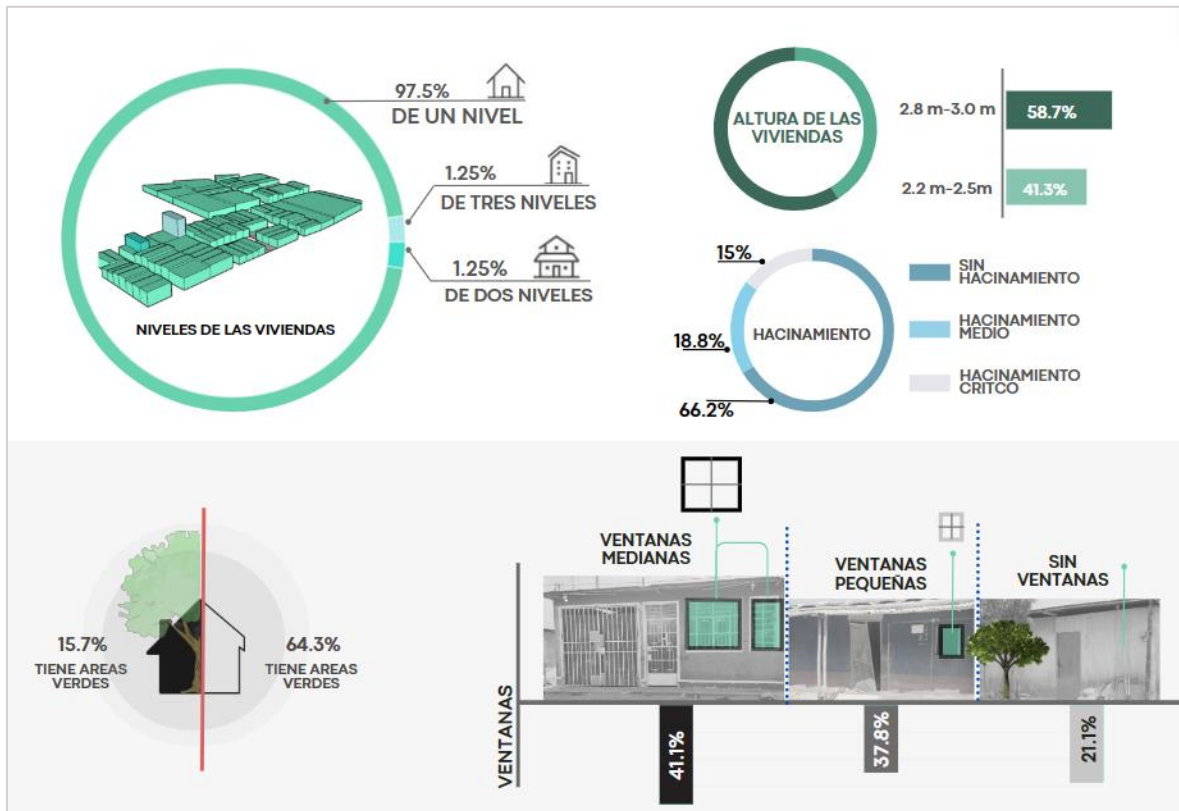 97.5%
DE UN NIVEL
1.25%
DE TRES NIVELES
1.25%
DE DOS NIVELES
NIVELES DE LAS VIVIENDAS
ALTURA DE LAS
VIVIENDAS
2.8 m-3.0 m
58.7%
2.2 m-2.5m
41.3%
15%
18.8%
66.2%
HACINAMIENTO
SIN
HACINAMIENTO
HACINAMIENTO
MEDIO
HACINAMIENTO
CRITCO
15.7%
TIENE AREAS
VERDES
64.3%
TIENE AREAS
VERDES
VENTANAS
VENTANAS
MEDIANAS
VENTANAS
PEQUEÑAS
SIN
VENTANAS
41.1%
37.8%
21.1%